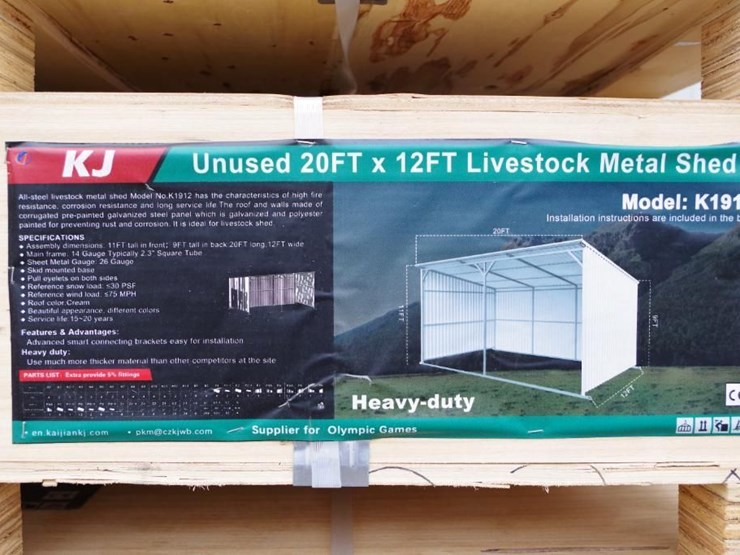 KJ
Unused 20FT x 12FT Livestock Metal Shed
All-steel livestock metal shed Model No.K1912 has the characteristics of high fire
resistance, corrosion resistance and long service life.The roof and walls made of
corrugated pre-painted galvanized steel panel which is galvanized and polyester
painted for preventing rust and corrosion. It is ideal for livestock shed.
SPECIFICATIONS
• Assembly dimensions: 11FT tall in front; 9FT tall in back 20FT long,12FT wide
• Main frame: 14 Gauge Typically 2.3" Square Tube
• Sheet Metal Gauge: 26 Gauge
• Skid mounted base
• Pull eyelets on both sides
• Reference snow load: ≤30 PSF
• Reference wind load: ≤75 MPH
• Roof color:Cream
• Beautiful appearance, different colors
• Service life:15~20 years
Features & Advantages:
Advanced smart connecting brackets easy for installation
Heavy duty:
Use much more thicker material than other competitors at the site
PARTS LIST Extra provide 5% fittings
Model: K191
Installation instructions are included in the
20FT
11FT
9FT
12FT
Heavy-duty
• en.kaijiankj.com • pkm@czkjwb.com Supplier for Olympic Games